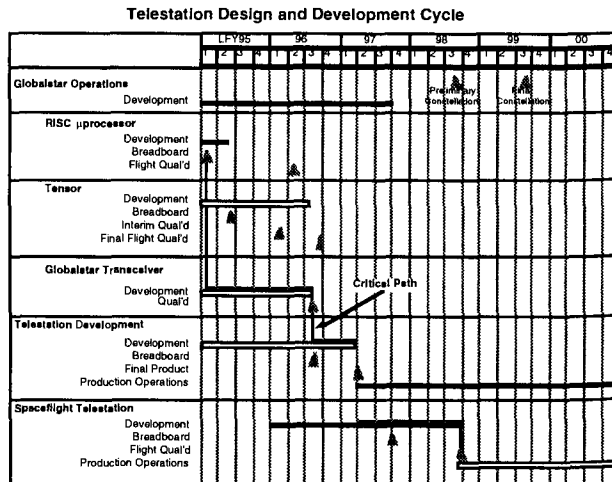 Telestation Design and Development Cycle
LFY95 96 97 98 99 00
1 2 3 4 1 2 3 4 1 2 3 4 1 2 3 4 1 2 3 4 1 2 3 4
Globalstar Operations
Preliminary Constellation
Final Constellation
Development
RISC µprocessor
Development
Breadboard
Flight Qual'd
Tensor
Development
Breadboard
Interim Qual'd
Final Flight Qual'd
Globalstar Transceiver
Critical Path
Development
Qual'd
Telestation Development
Development
Breadboard
Final Product
Production Operations
Spaceflight Telestation
Development
Breadboard
Flight Qual'd
Production Operations